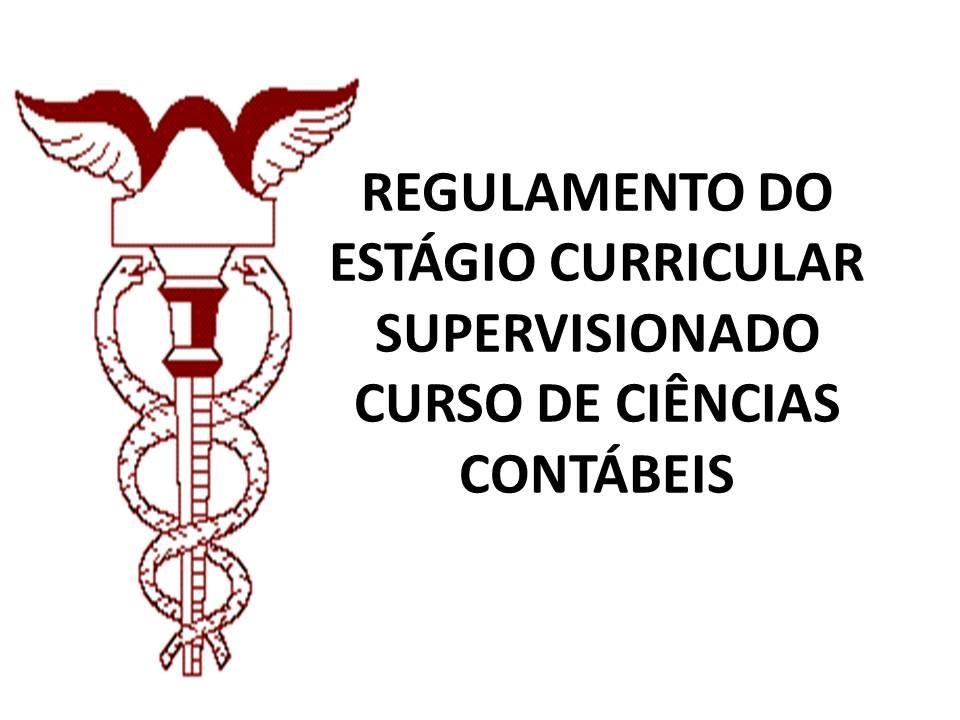 REGULAMENTO DO
ESTÁGIO CURRICULAR
SUPERVISIONADO
CURSO DE CIÊNCIAS
CONTÁBEIS